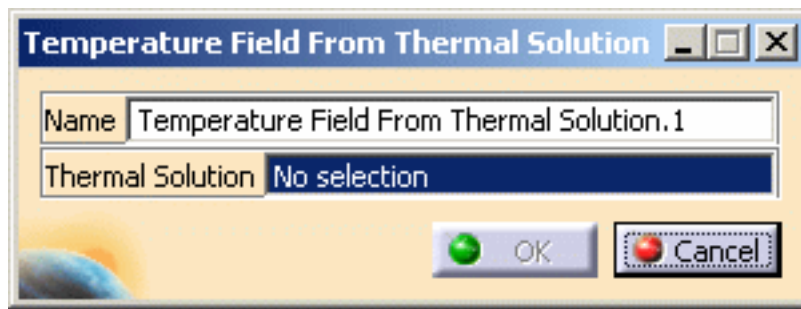 Temperature Field From Thermal Solution
Name Temperature Field From Thermal Solution.1
Thermal Solution No selection
OK Cancel